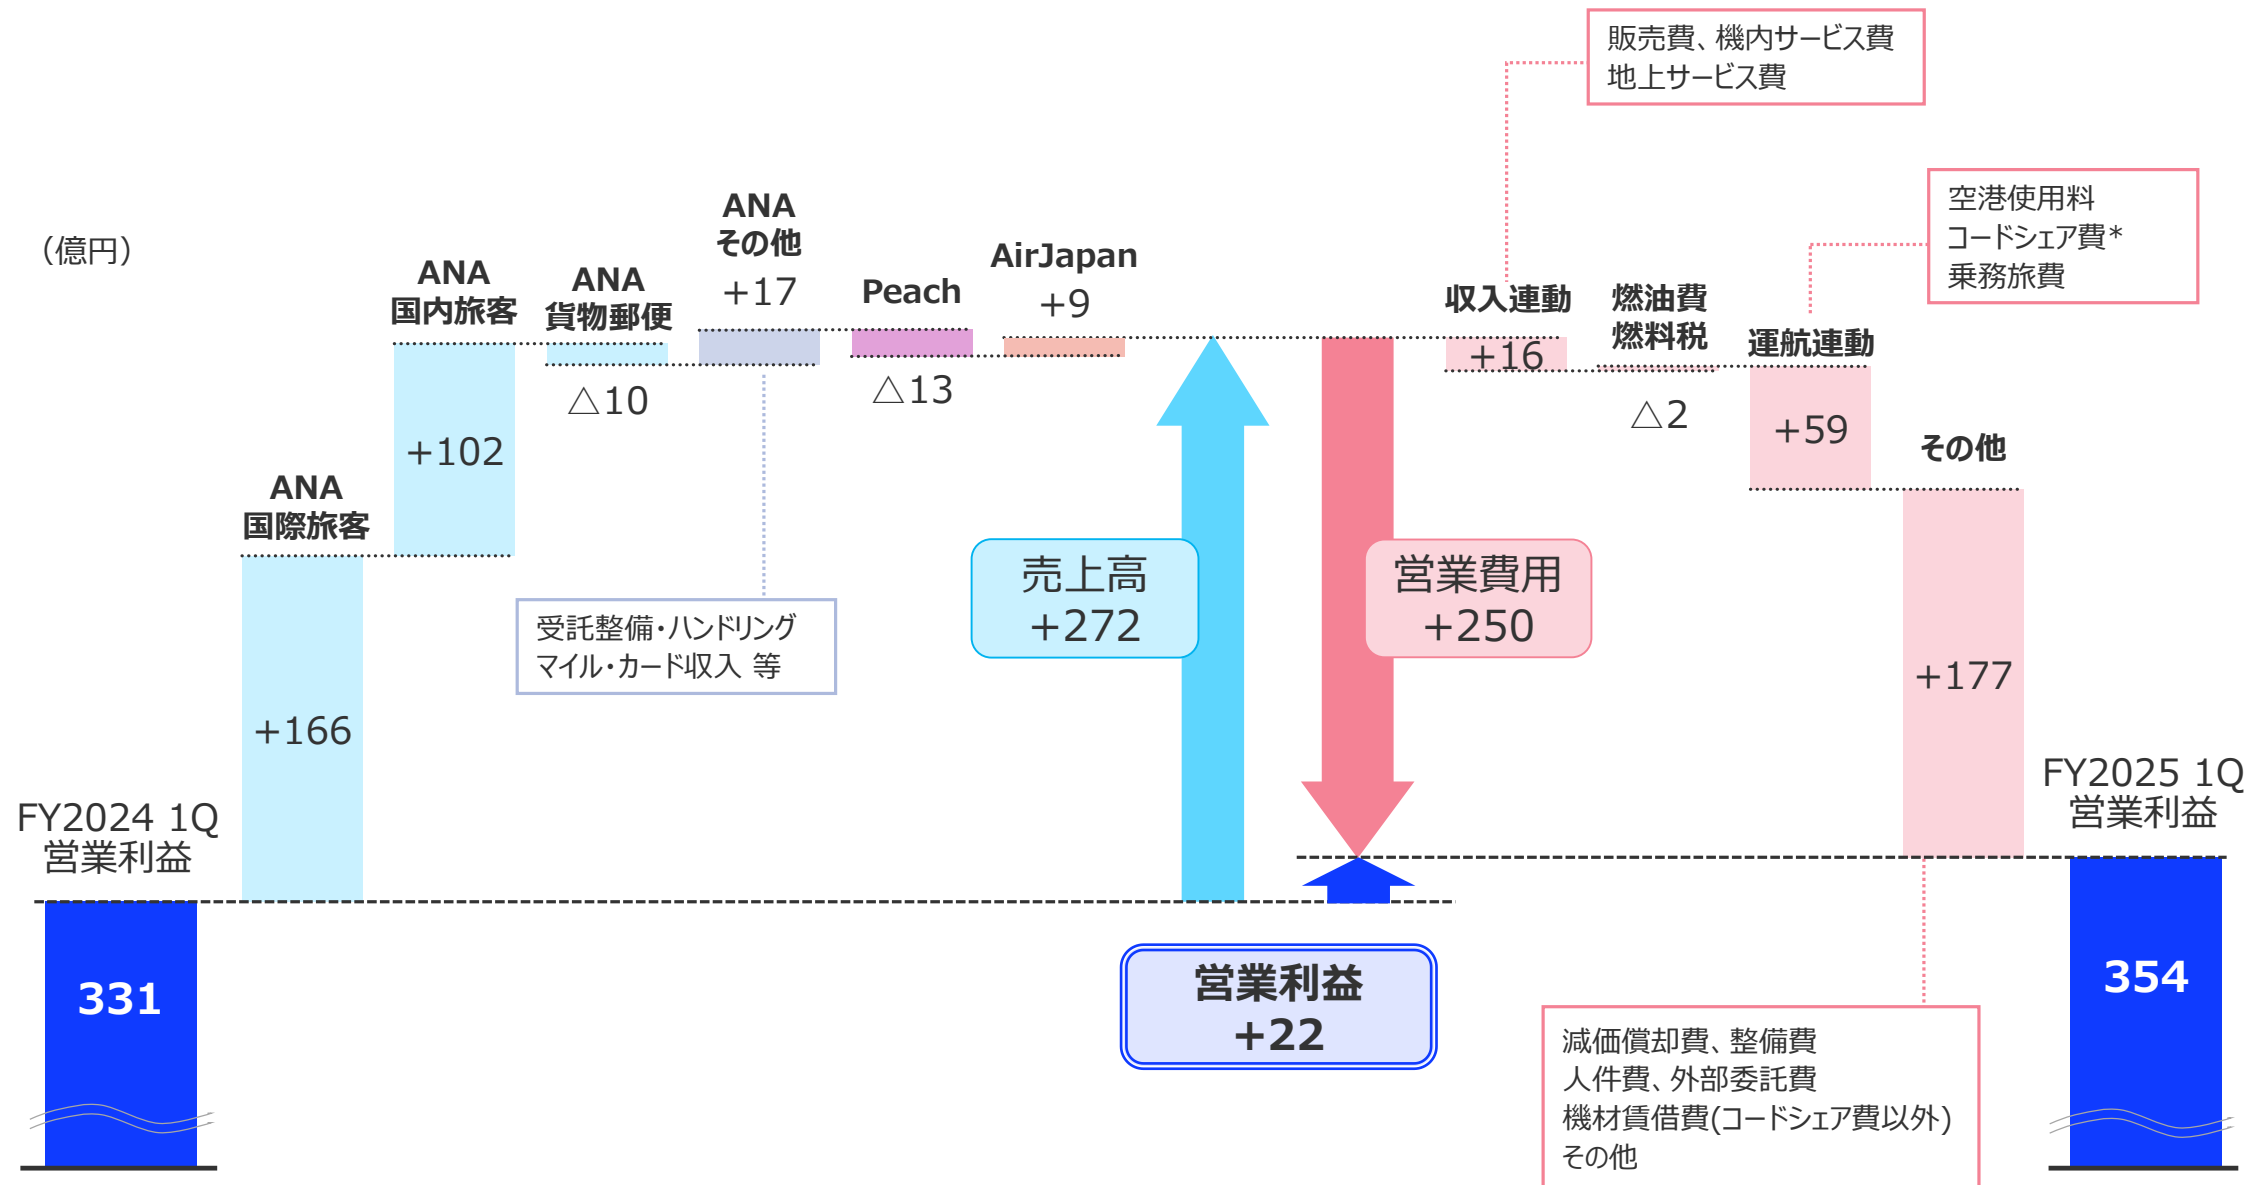 （億円）
FY2024 1Q
営業利益
331
ANA
国際旅客
+166
ANA
国内旅客
+102
ANA
貨物郵便
△10
ANA
その他
+17
受託整備・ハンドリング
マイル・カード収入 等
Peach
△13
AirJapan
+9
売上高
+272
営業費用
+250
営業利益
+22
収入連動
+16
販売費、機内サービス費
地上サービス費
燃油費
燃料税
△2
運航連動
+59
空港使用料
コードシェア費*
乗務旅費
その他
+177
減価償却費、整備費
人件費、外部委託費
機材賃借費(コードシェア費以外)
その他
FY2025 1Q
営業利益
354